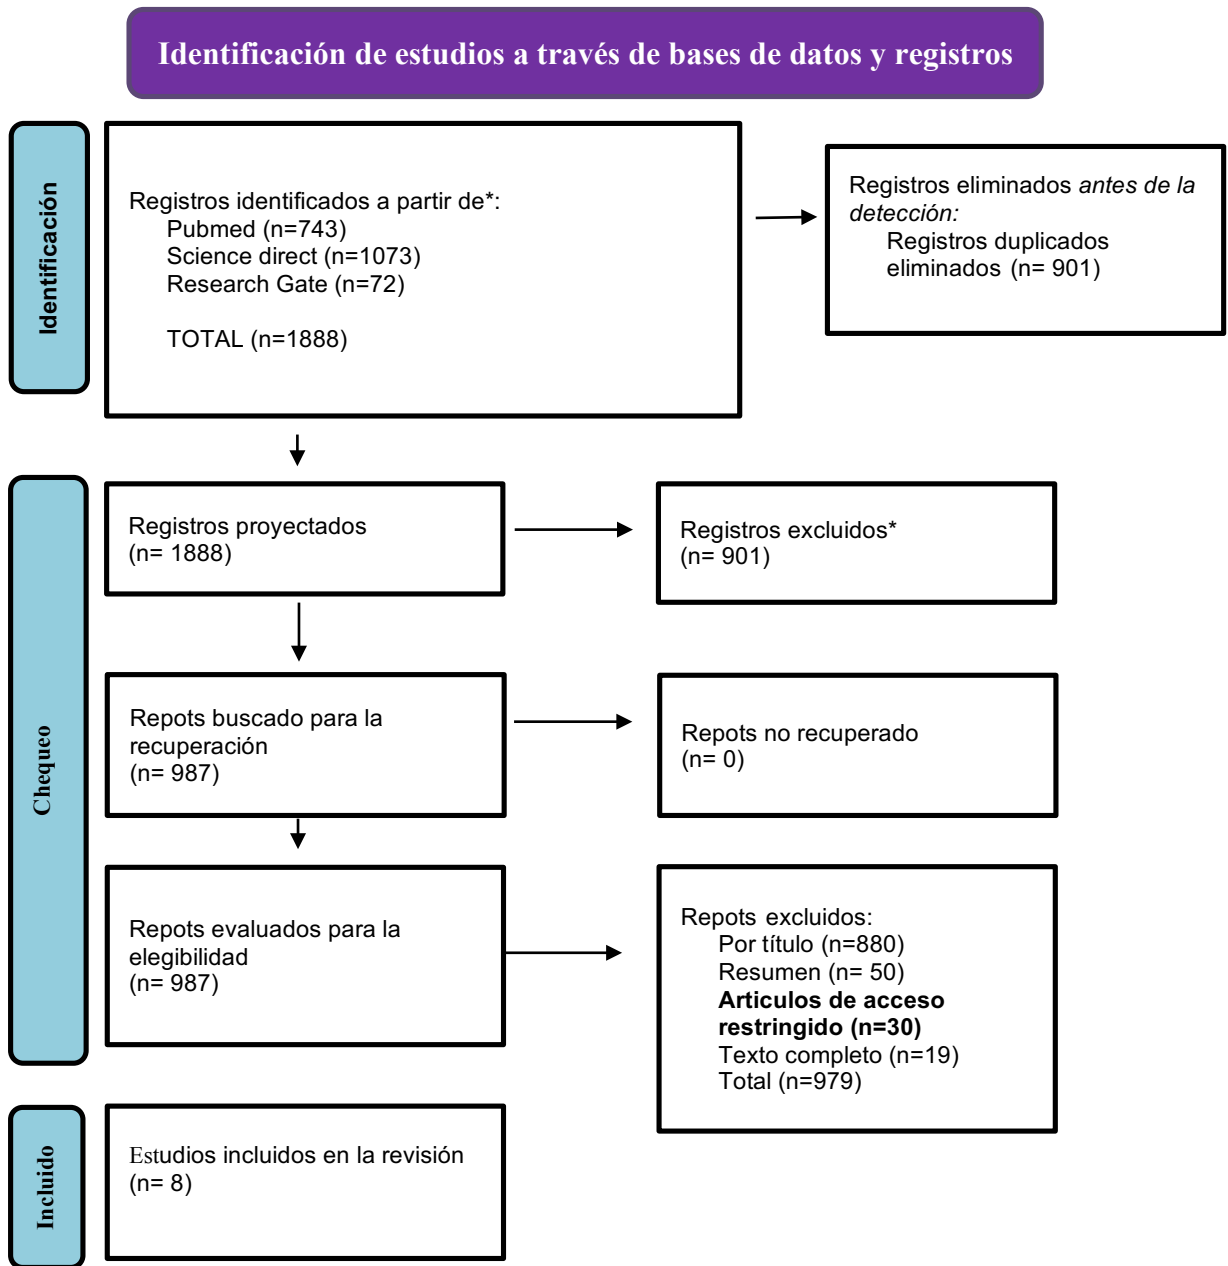 Identificación de estudios a través de bases de datos y registros
Identificación
Registros identificados a partir de*:
Pubmed (n=743)
Science direct (n=1073)
Research Gate (n=72)
TOTAL (n=1888)
Registros eliminados antes de la
detección:
Registros duplicados
eliminados (n= 901)
Chequeo
Registros proyectados
(n= 1888)
Registros excluidos*
(n= 901)
Repots buscado para la
recuperación
(n= 987)
Repots no recuperado
(n= 0)
Repots evaluados para la
elegibilidad
(n= 987)
Repots excluidos:
Por título (n=880)
Resumen (n= 50)
Articulos de acceso
restringido (n=30)
Texto completo (n=19)
Total (n=979)
Incluido
Estudios incluidos en la revisión
(n= 8)